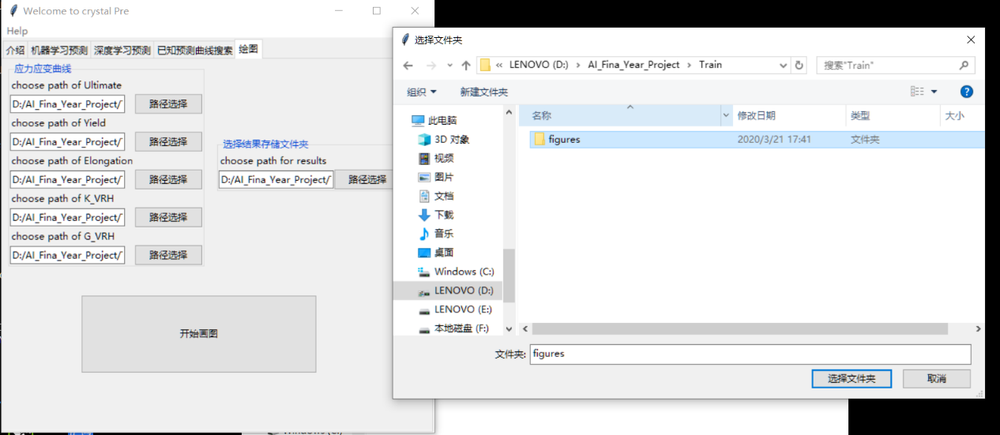 Welcome to crystal Pre
Help
介绍 机器学习预测 深度学习预测 已知预测曲线搜索 绘图
应力应变曲线
choose path of Ultimate
D:/AI_Fina_Year_Project/ 路径选择
choose path of Yield
D:/AI_Fina_Year_Project/ 路径选择
choose path of Elongation
D:/AI_Fina_Year_Project/ 路径选择
choose path of K_VRH
D:/AI_Fina_Year_Project/ 路径选择
choose path of G_VRH
D:/AI_Fina_Year_Project/ 路径选择
选择结果存储文件夹
choose path for results
D:/AI_Fina_Year_Project/ 路径选择
开始画图
选择文件夹
« LENOVO (D:) › AI_Fina_Year_Project › Train
搜索"Train"
组织 新建文件夹
名称 修改日期 类型 大小
figures 2020/3/21 17:41 文件夹
此电脑
3D 对象
视频
图片
文档
下载
音乐
桌面
Windows (C:)
LENOVO (D:)
LENOVO (E:)
本地磁盘 (F:)
文件夹: figures
选择文件夹 取消